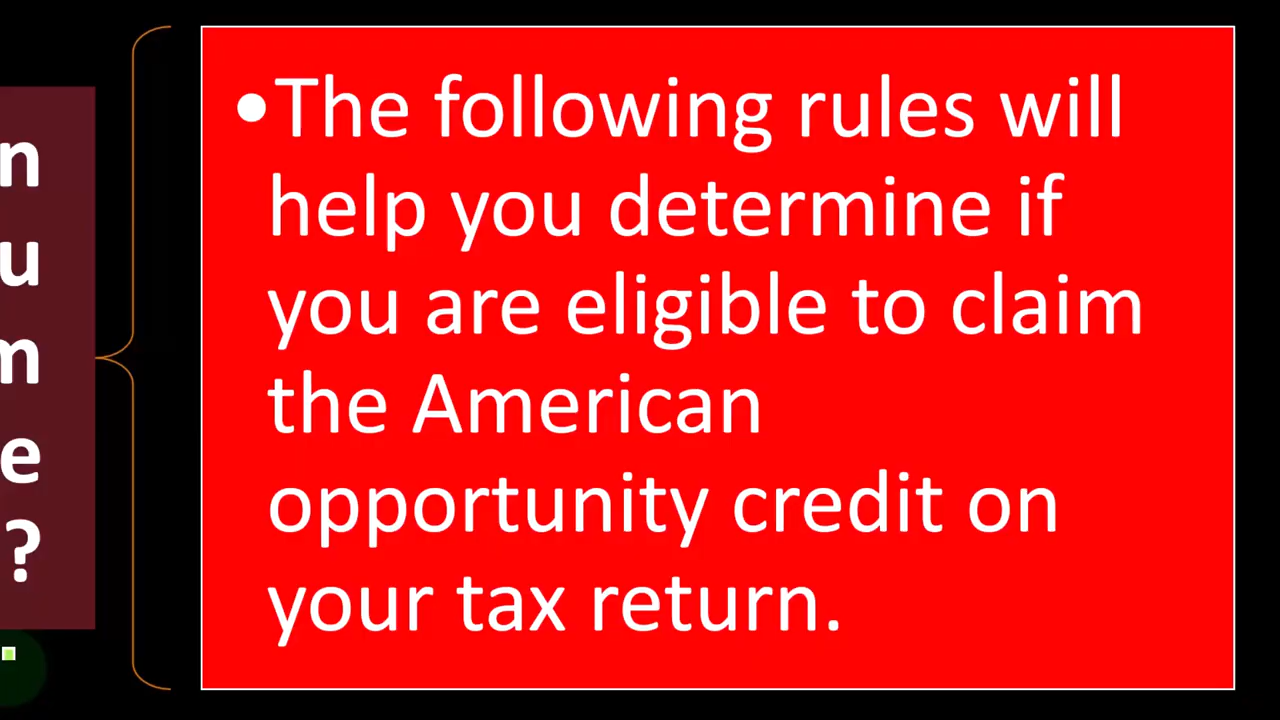 n
u
m
e
?
•The following rules will
help you determine if
you are eligible to claim
the American
opportunity credit on
your tax return.